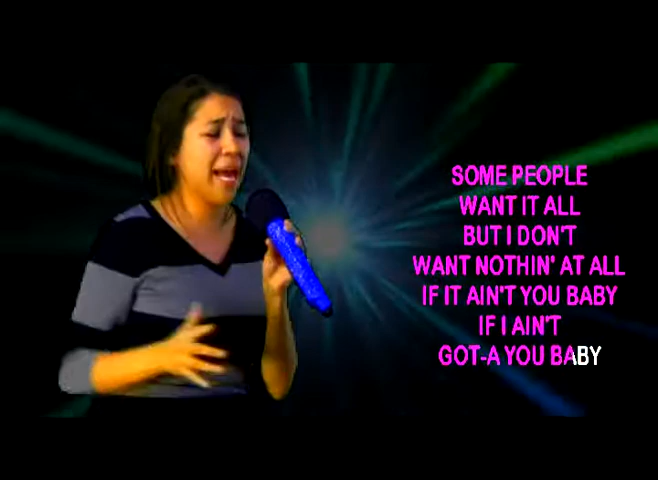 SOME PEOPLE
WANT IT ALL
BUT I DON'T
WANT NOTHIN' AT ALL
IF IT AIN'T YOU BABY
IF I AIN'T
GOT-A YOU BABY